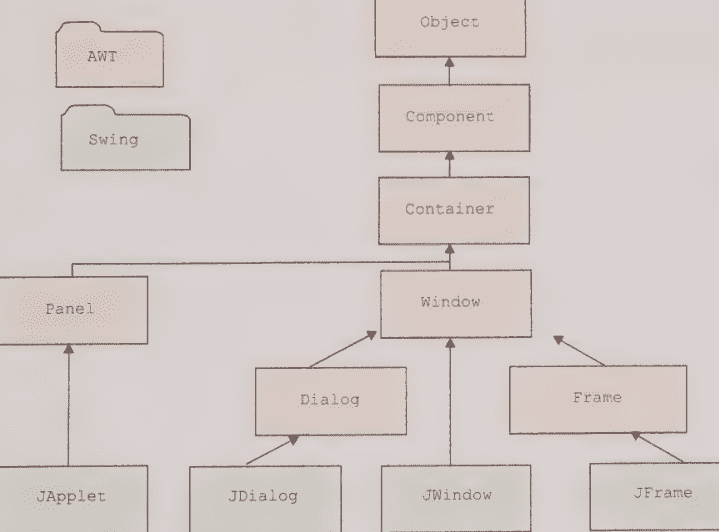 Object
AWT
Component
Swing
Container
Panel
Window
Dialog
Frame
JApplet
JDialog
JWindow
JFrame